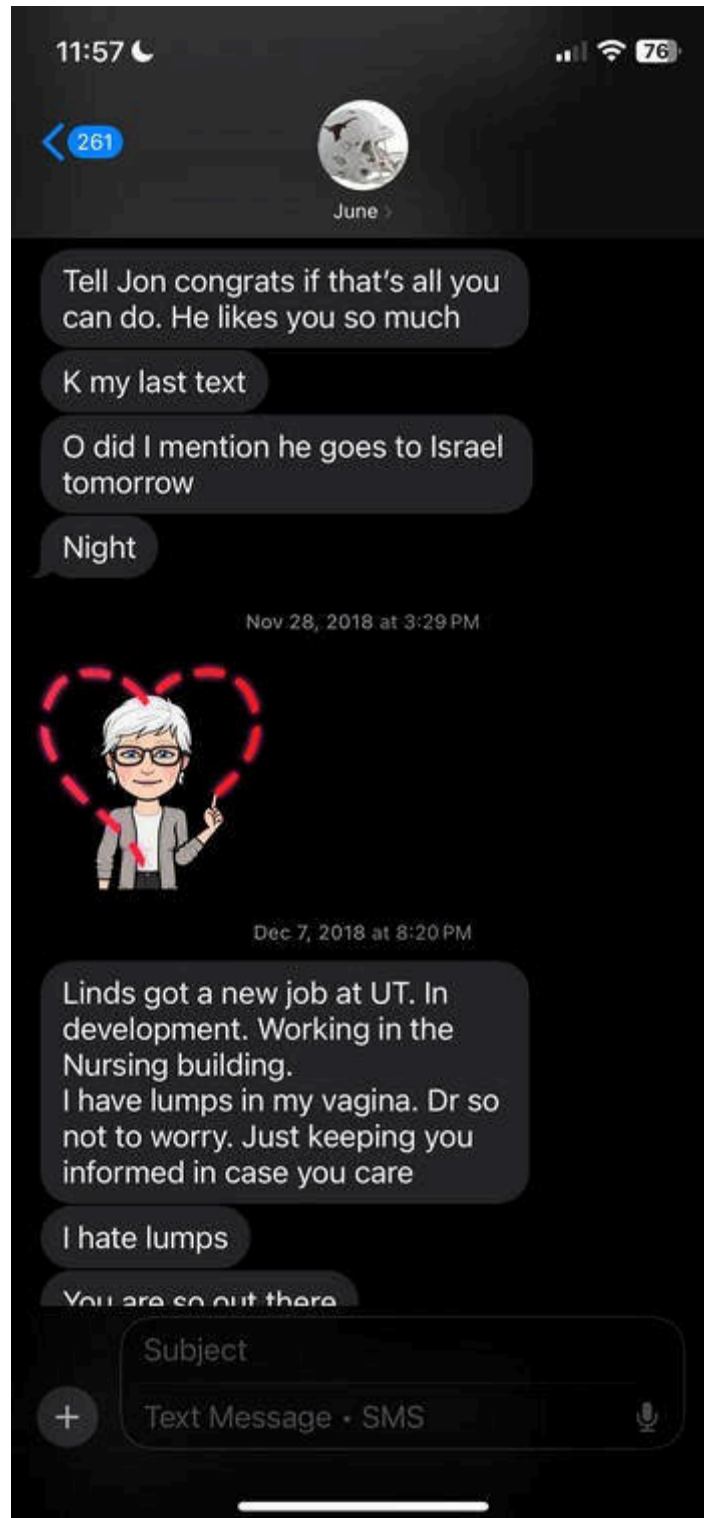 11:57
76
261
June
Tell Jon congrats if that's all you
can do. He likes you so much
K my last text
O did I mention he goes to Israel
tomorrow
Night
Nov 28, 2018 at 3:29 PM
Dec 7, 2018 at 8:20 PM
Linds got a new job at UT. In
development. Working in the
Nursing building.
I have lumps in my vagina. Dr so
not to worry. Just keeping you
informed in case you care
I hate lumps
You are so out there
Subject
Text Message • SMS